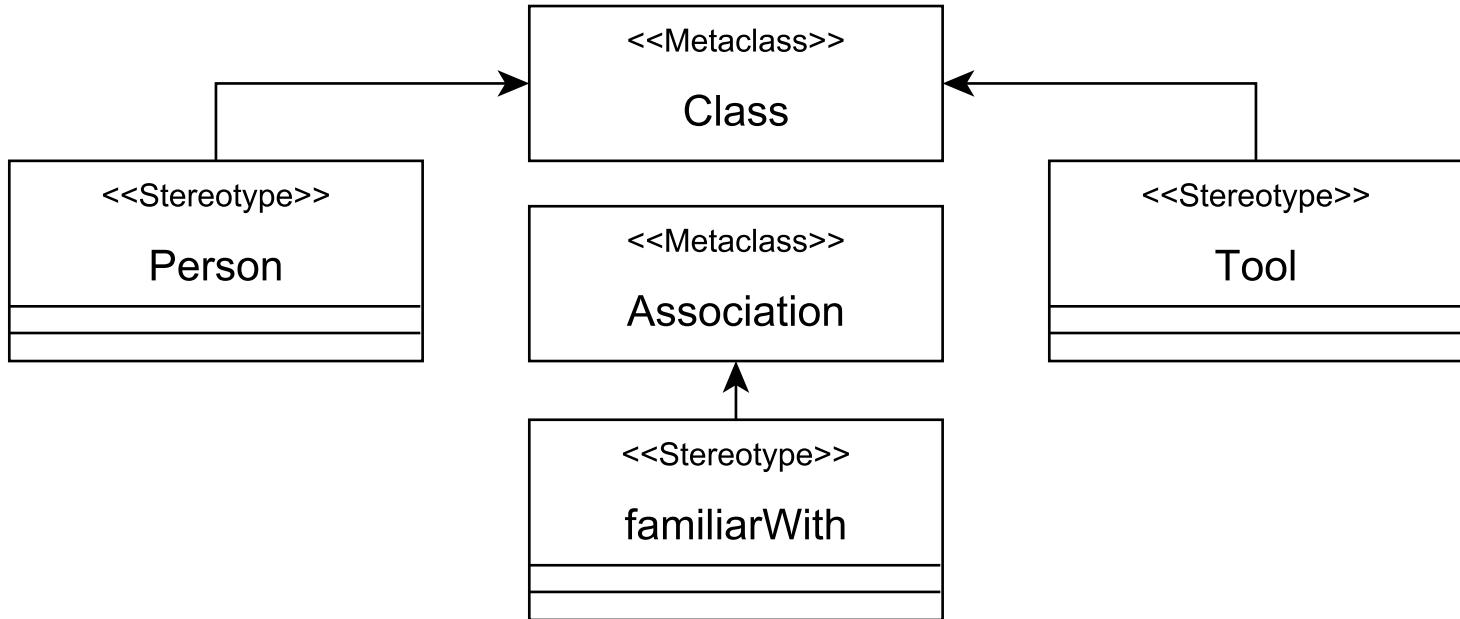 <<Metaclass>>
Class
<<Stereotype>>
Person
<<Metaclass>>
Association
<<Stereotype>>
Tool
<<Stereotype>>
familiarWith